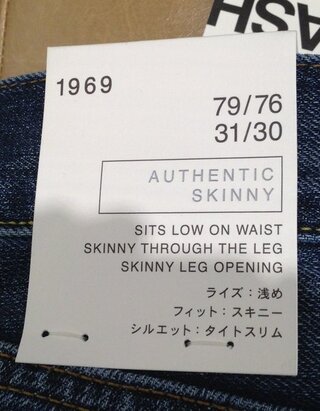 ASH
1969
79/76
31/30
AUTHENTIC
SKINNY
SITS LOW ON WAIST
SKINNY THROUGH THE LEG
SKINNY LEG OPENING
ライズ：浅め
フィット：スキニー
シルエット：タイトスリム